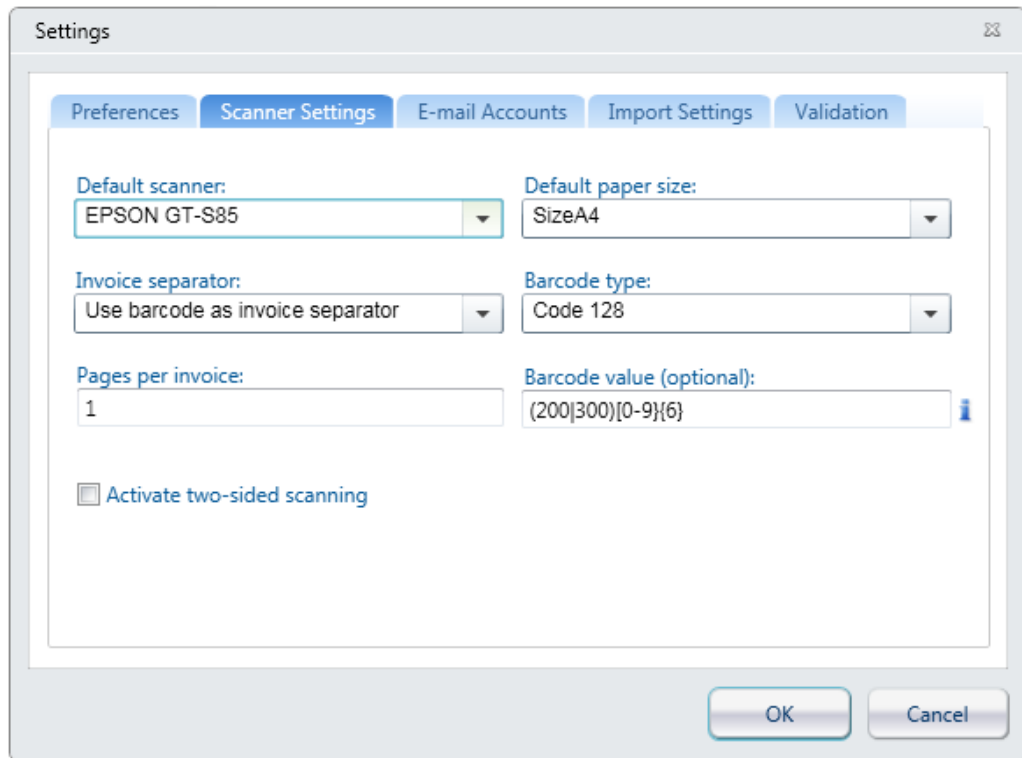 Settings
Preferences Scanner Settings E-mail Accounts Import Settings Validation
Default scanner: Default paper size:
EPSON GT-S85 SizeA4
Invoice separator: Barcode type:
Use barcode as invoice separator Code 128
Pages per invoice: Barcode value (optional):
1 (200|300)[0-9}{6}
Activate two-sided scanning
OK Cancel